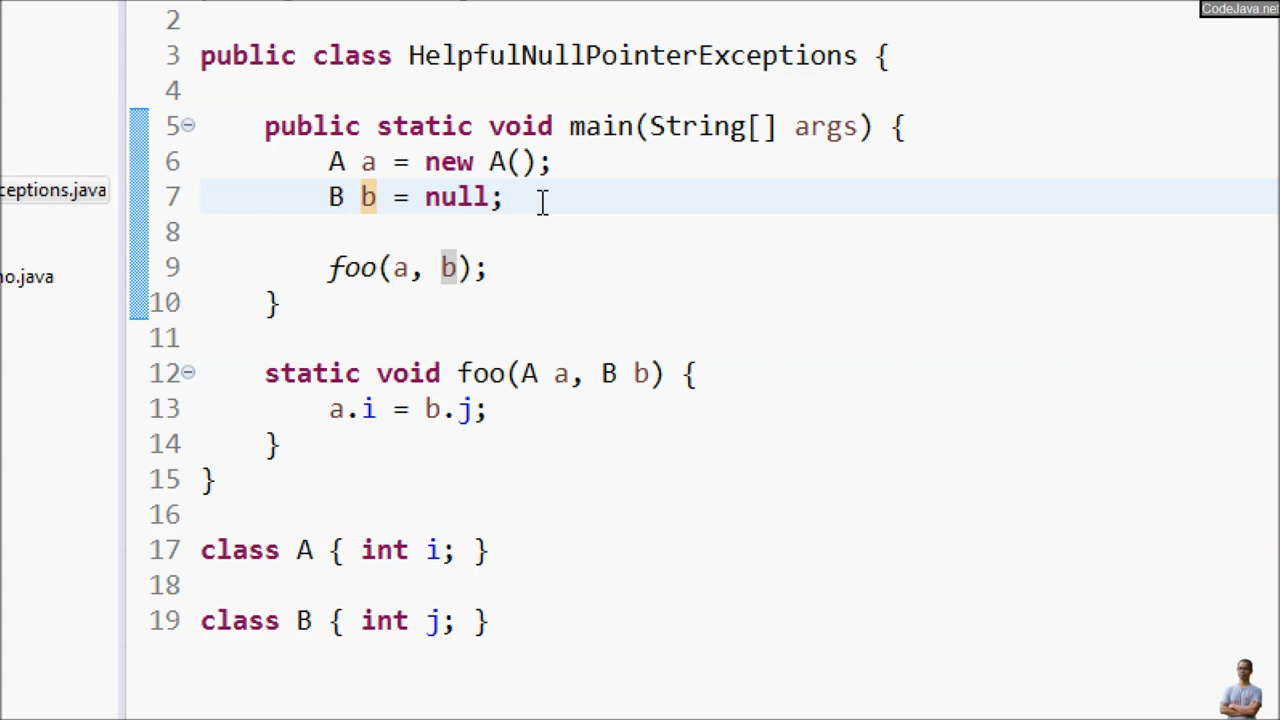 CodeJava.net
2
3 public class HelpfulNullPointerExceptions {
4
5 public static void main(String[] args) {
6 A a = new A();
7 B b = null;
8
9 foo(a, b);
10 }
11
12 static void foo(A a, B b) {
13 a.i = b.j;
14 }
15 }
16
17 class A { int i; }
18
19 class B { int j; }
ceptions.java
no.java